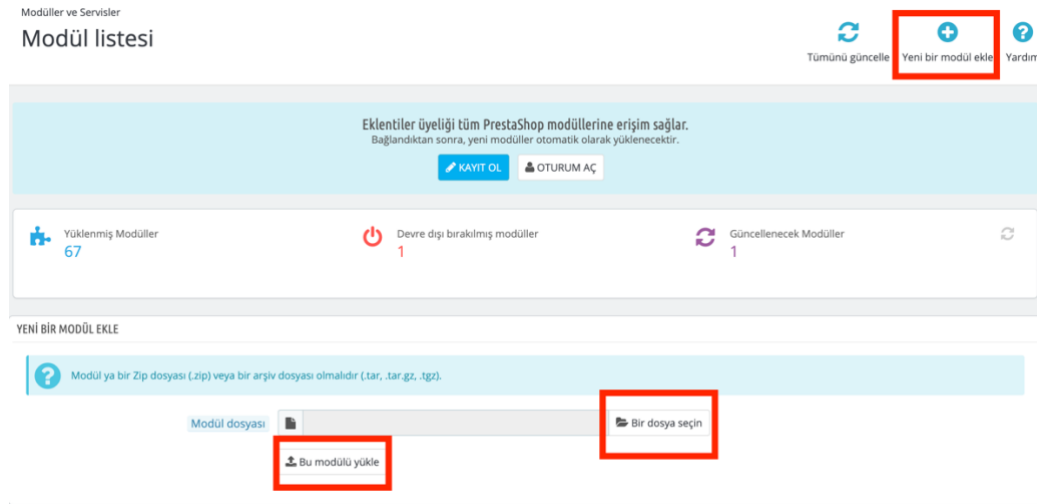 Modüller ve Servisler
Modül listesi
Tümünü güncelle
Yeni bir modül ekle
Yardım
Eklentiler üyeliği tüm PrestaShop modüllerine erişim sağlar.
Bağlandıktan sonra, yeni modüller otomatik olarak yüklenecektir.
KAYIT OL
OTURUM AÇ
Yüklenmiş Modüller
67
Devre dışı bırakılmış modüller
1
Güncellenecek Modüller
1
YENİ BİR MODÜL EKLE
Modül ya bir Zip dosyası (.zip) veya bir arşiv dosyası olmalıdır (.tar, .tar.gz, .tgz).
Modül dosyası
Bir dosya seçin
Bu modülü yükle